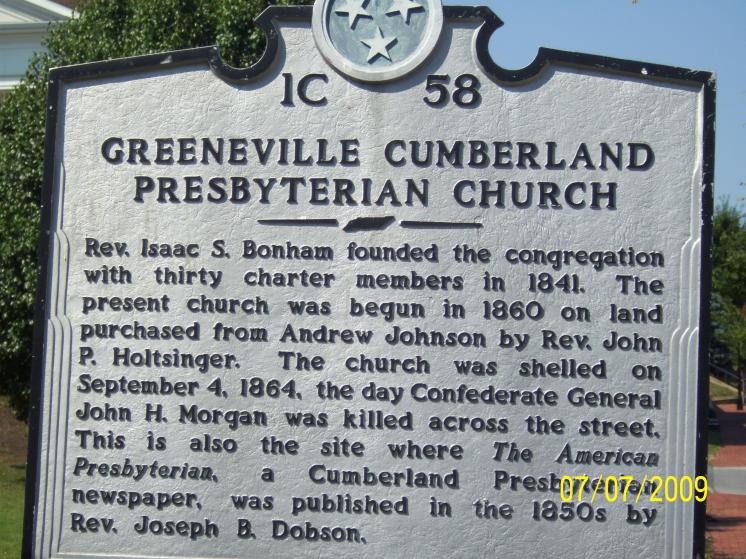 1C 58
GREENEVILLE CUMBERLAND
PRESBYTERIAN CHURCH
Rev. Isaac S. Bonham founded the congregation
with thirty charter members in 1841. The
present church was begun in 1860 on land
purchased from Andrew Johnson by Rev. John
P. Holtsinger. The church was shelled on
September 4, 1864, the day Confederate General
John H. Morgan was killed across the street.
This is also the site where The American
Presbyterian, a Cumberland Presbyterian
newspaper, was published in the 1850s by
Rev. Joseph B. Dobson.
07/07/2009